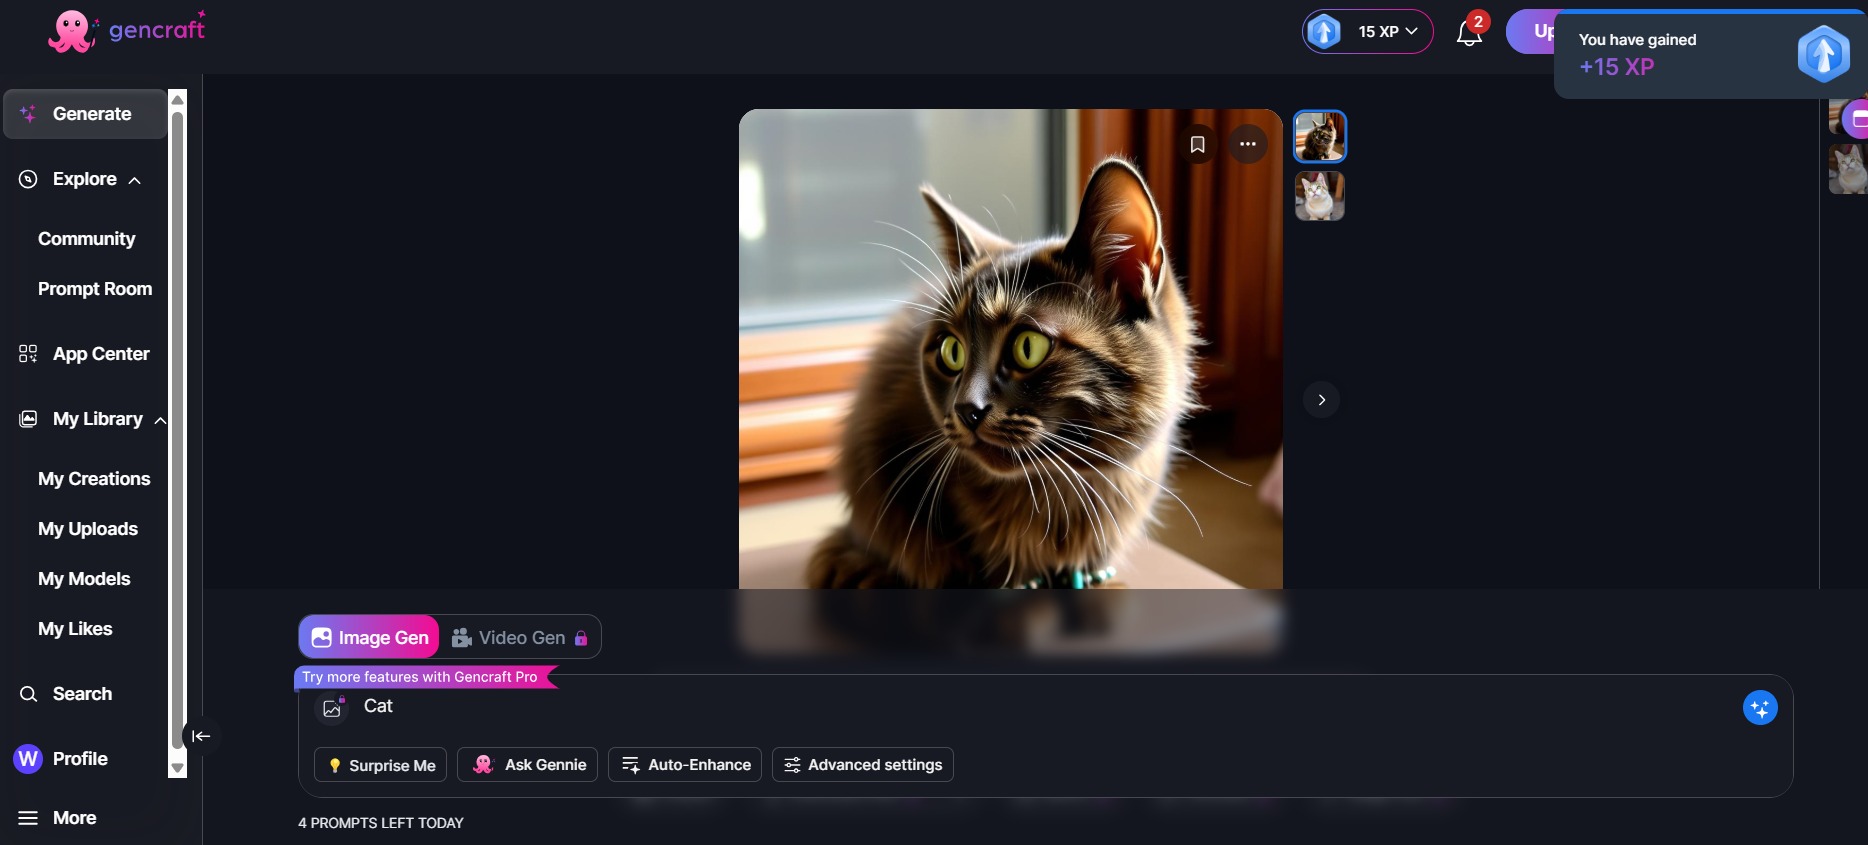 gencraft
15 XP
2
Up
You have gained
+15 XP
Generate
Explore
Community
Prompt Room
App Center
My Library
My Creations
My Uploads
My Models
My Likes
Search
W Profile
More
Image Gen
Video Gen
Try more features with Gencraft Pro
Cat
Surprise Me
Ask Gennie
Auto-Enhance
Advanced settings
4 PROMPTS LEFT TODAY